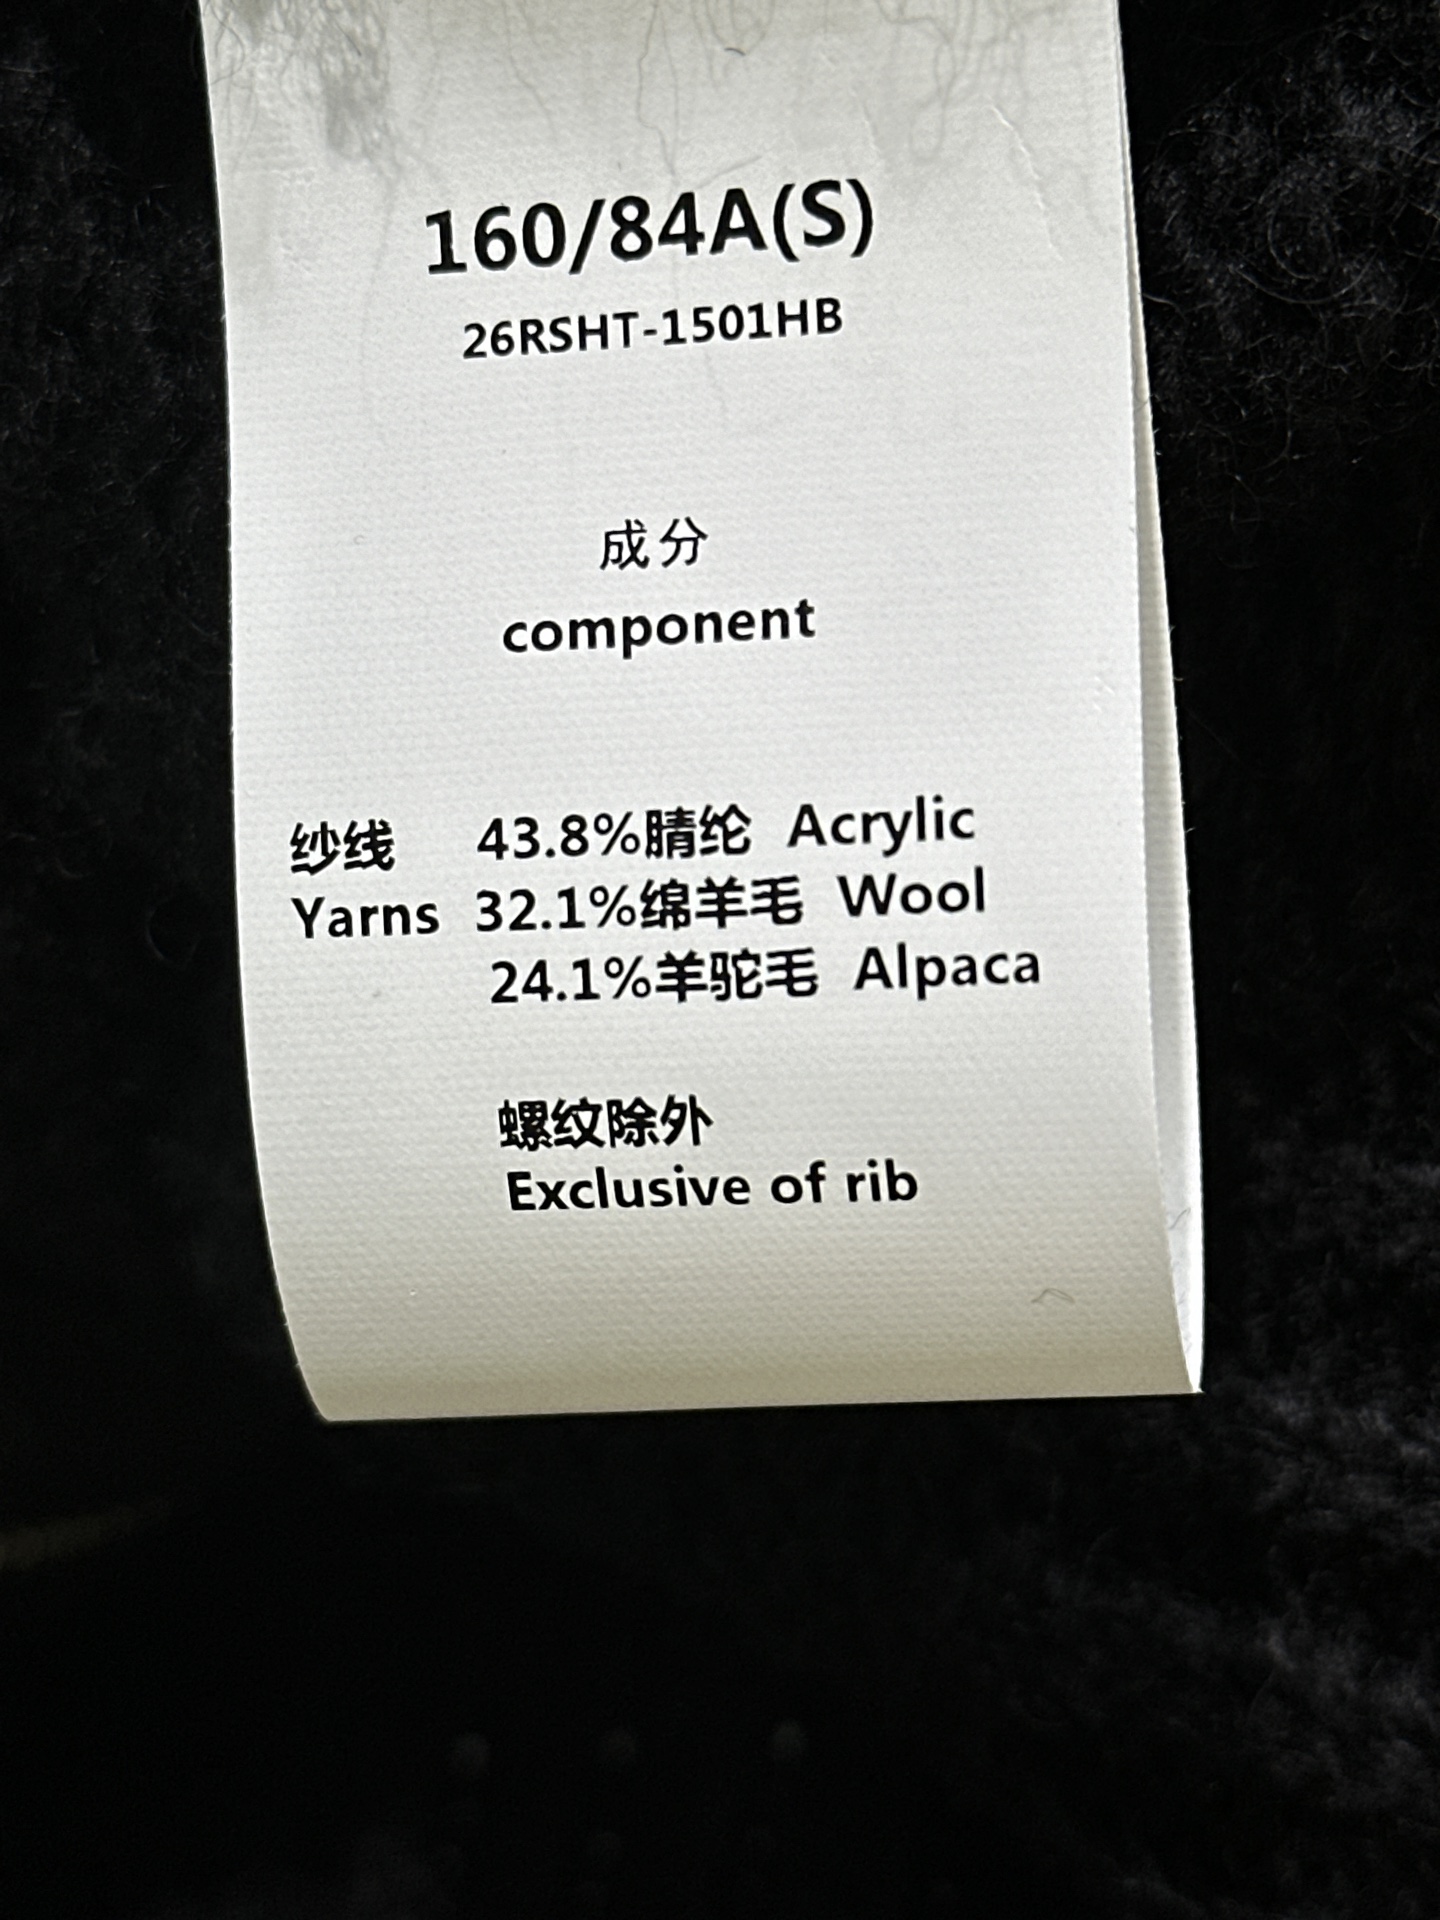 160/84A(S)
26RSHT-1501HB
成分
component
纱线 43.8%腈纶 Acrylic
Yarns 32.1%绵羊毛 Wool
24.1%羊驼毛 Alpaca
螺纹除外
Exclusive of rib